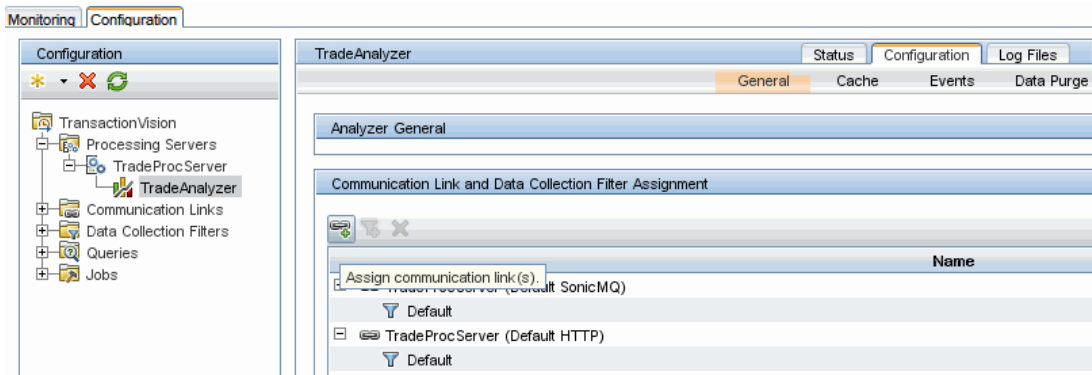 Monitoring Configuration
Configuration
TradeAnalyzer Status Configuration Log Files
General Cache Events Data Purge
TransactionVision
Processing Servers
TradeProcServer
TradeAnalyzer
Communication Links
Data Collection Filters
Queries
Jobs
Analyzer General
Communication Link and Data Collection Filter Assignment
Name
Assign communication link(s).
TradeProcServer (Default SonicMQ)
Default
TradeProcServer (Default HTTP)
Default